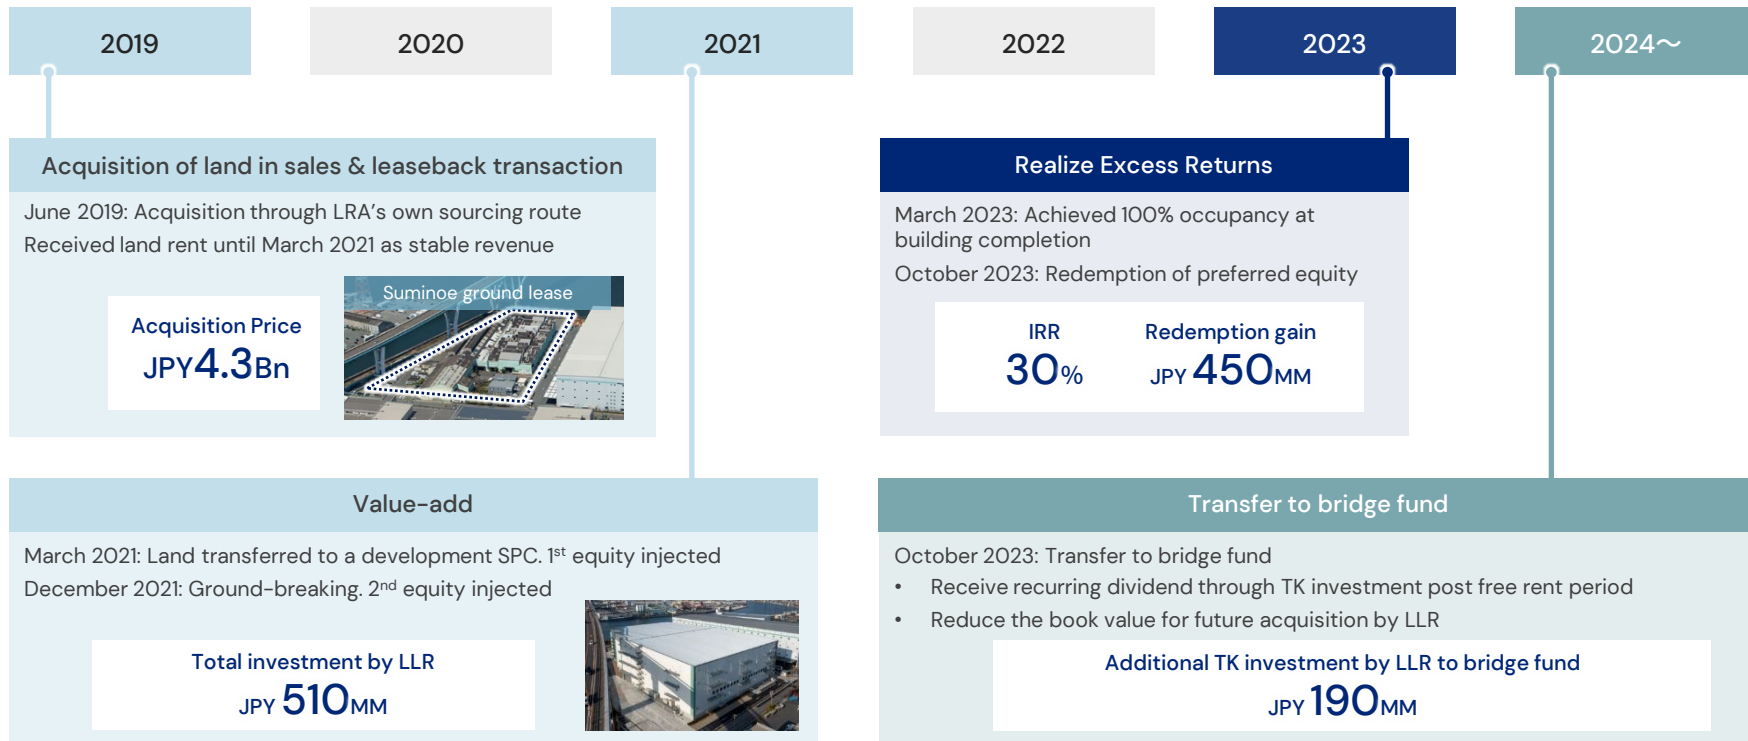 2019
2020
2021
2022
2023
2024～
Acquisition of land in sales & leaseback transaction
June 2019: Acquisition through LRA’s own sourcing route
Received land rent until March 2021 as stable revenue
Acquisition Price
JPY4.3Bn
Suminoe ground lease
Realize Excess Returns
March 2023: Achieved 100% occupancy at
building completion
October 2023: Redemption of preferred equity
IRR
30%
Redemption gain
JPY 450MM
Value-add
March 2021: Land transferred to a development SPC. 1st equity injected
December 2021: Ground-breaking. 2nd equity injected
Total investment by LLR
JPY 510MM
Transfer to bridge fund
October 2023: Transfer to bridge fund
• Receive recurring dividend through TK investment post free rent period
• Reduce the book value for future acquisition by LLR
Additional TK investment by LLR to bridge fund
JPY 190MM